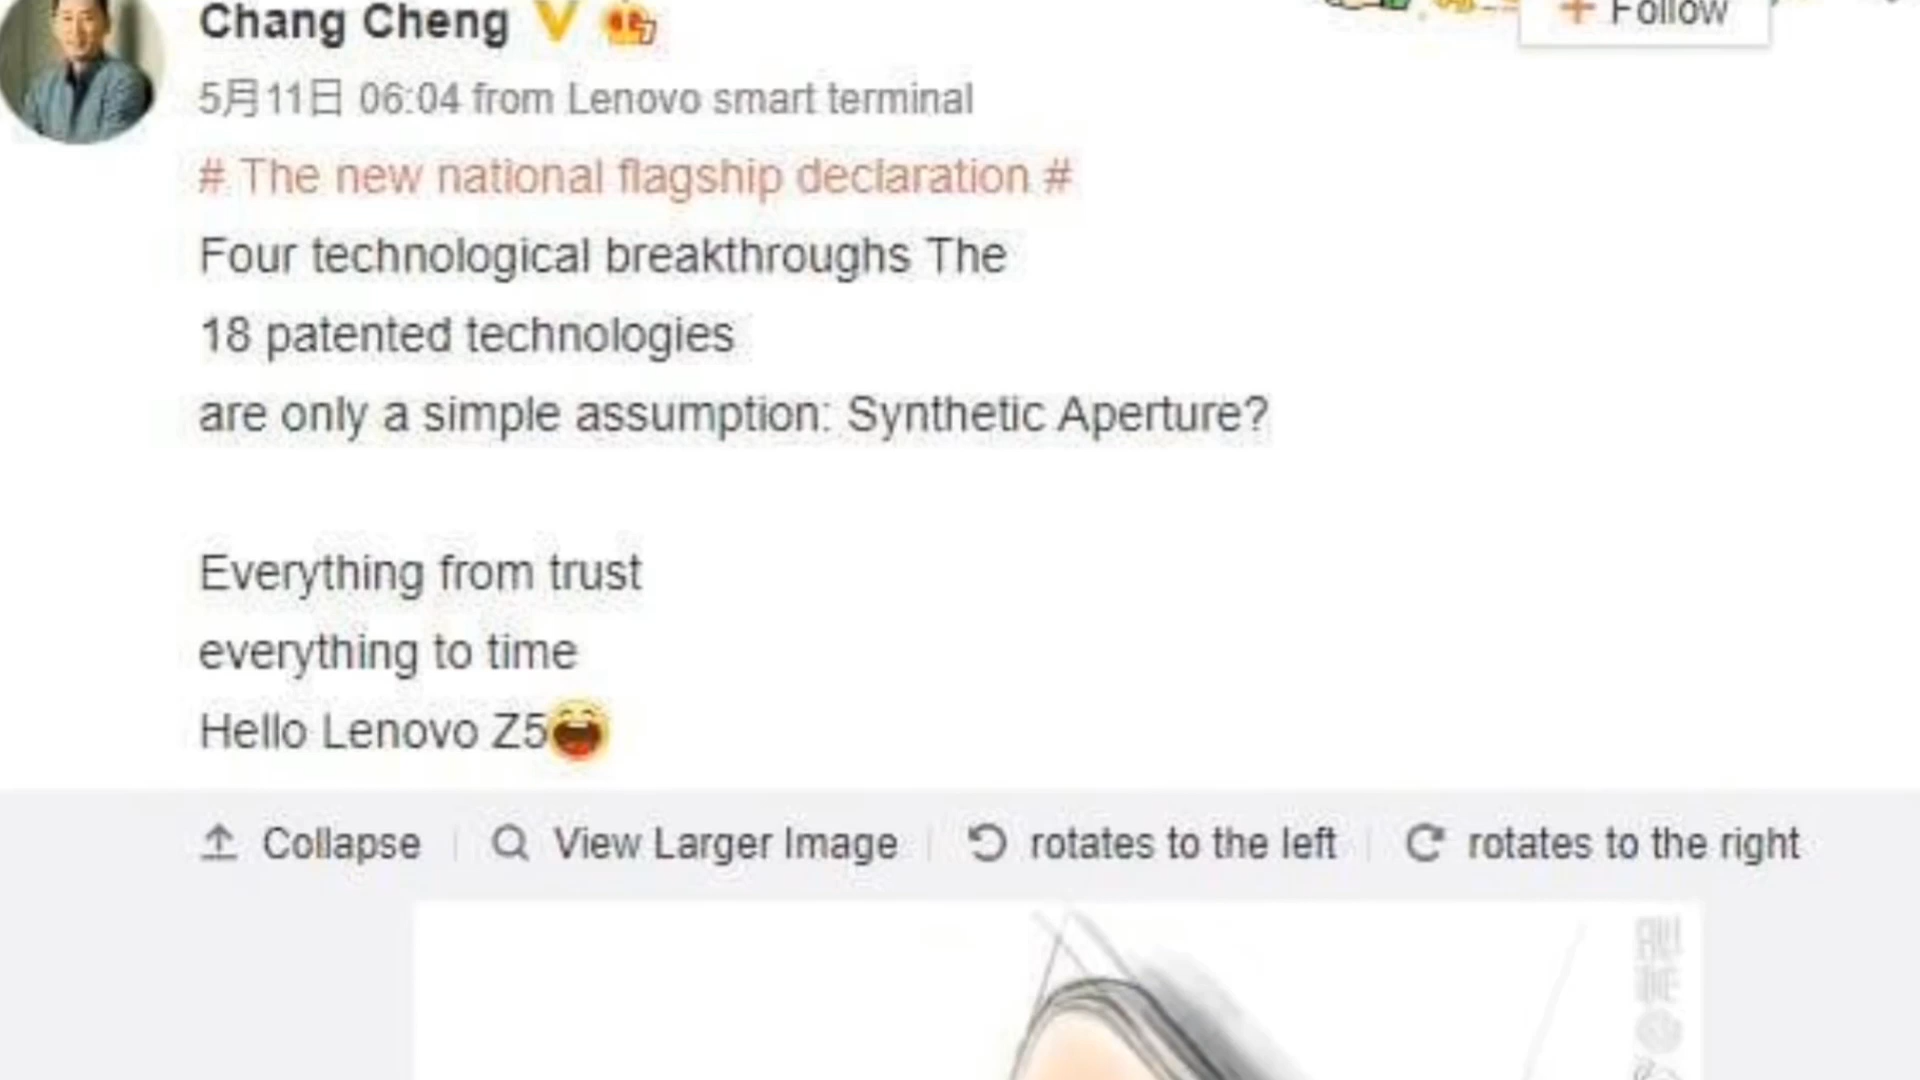 Chang Cheng
+ Follow
5月11日 06:04 from Lenovo smart terminal
# The new national flagship declaration #
Four technological breakthroughs The
18 patented technologies
are only a simple assumption: Synthetic Aperture?
Everything from trust
everything to time
Hello Lenovo Z5
Collapse
View Larger Image
rotates to the left
rotates to the right